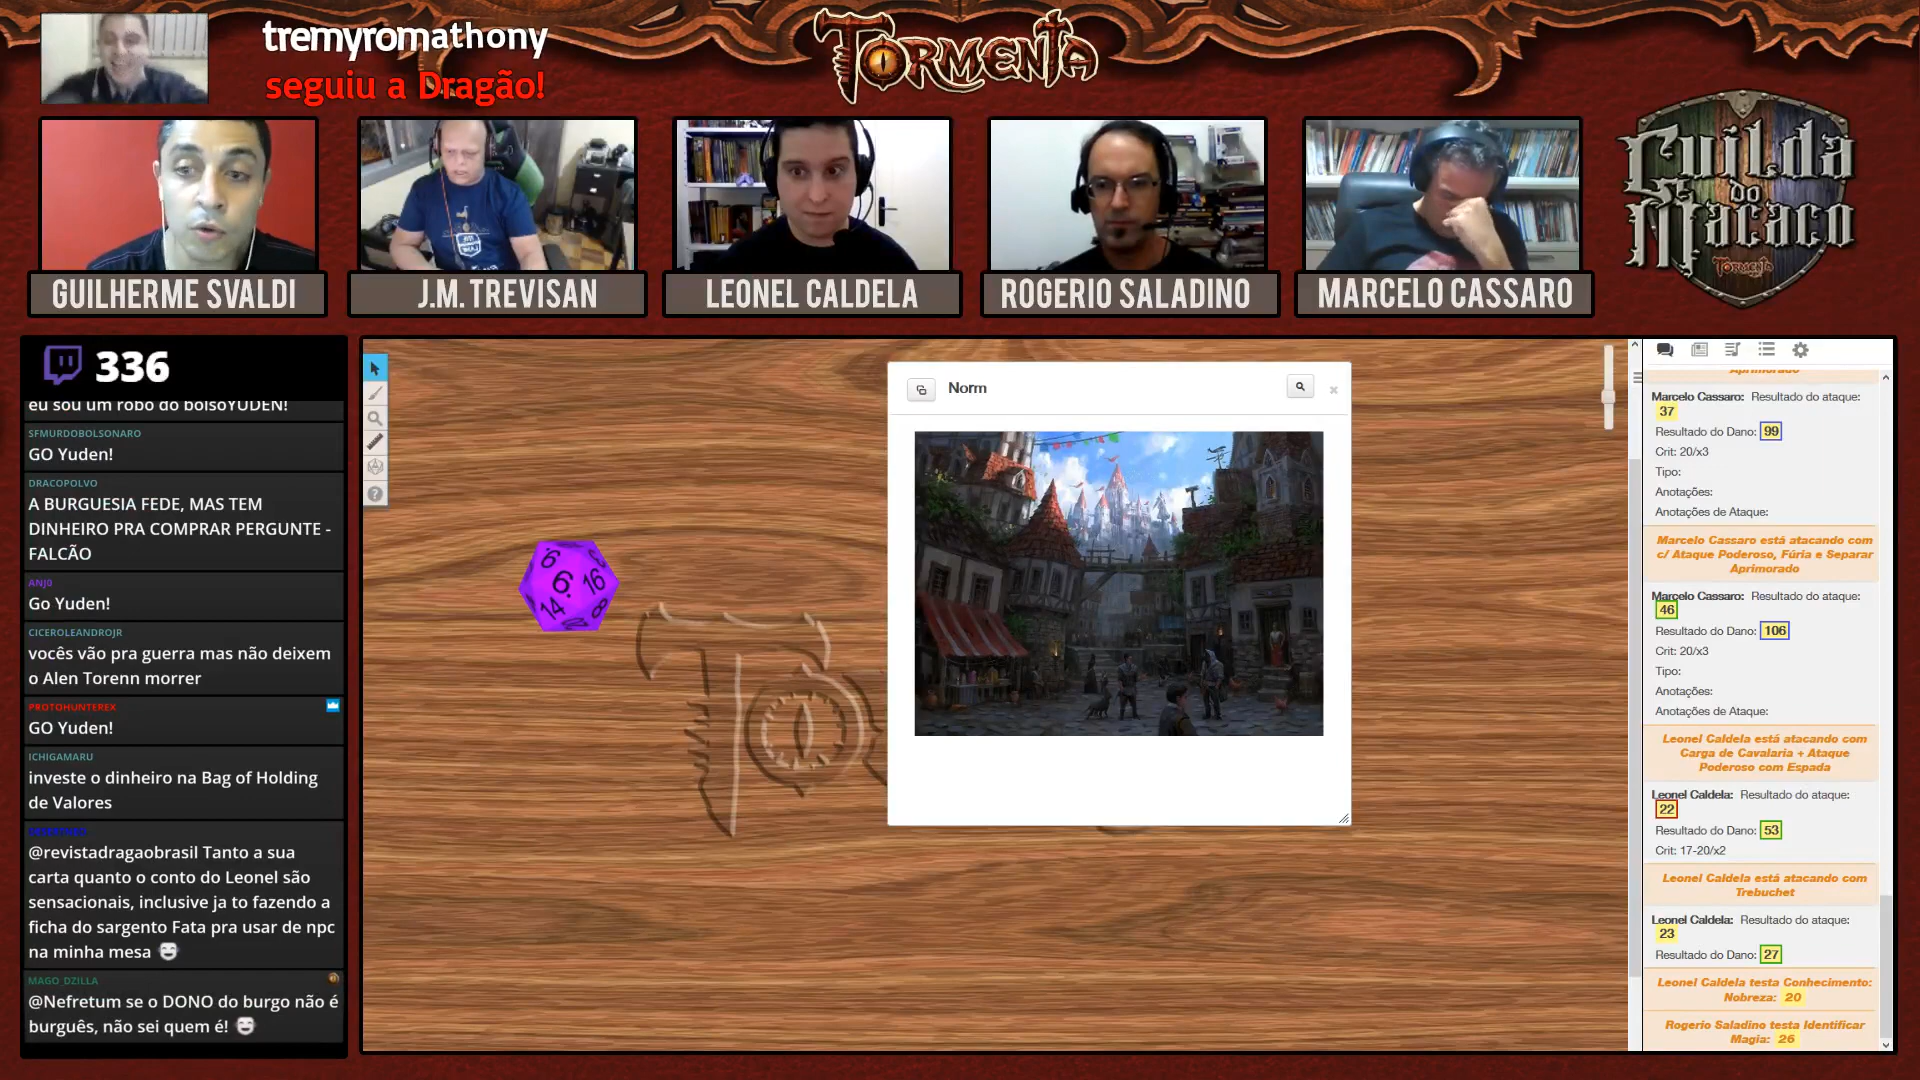 tremyromathony
seguiu a Dragão!
TORMENTA
GUILHERME SVALDI
J.M. TREVISAN
LEONEL CALDELA
ROGERIO SALADINO
MARCELO CASSARO
Guilda
do
Macaco
TORMENTA
336
eu sou um robo do bolsoYUDEN!
SFMURDOBOLSONARO
GO Yuden!
DRACOPOLVO
A BURGUESIA FEDE, MAS TEM
DINHEIRO PRA COMPRAR PERGUNTE -
FALCÃO
ANJ0
Go Yuden!
CICEROLEANDROJR
vocês vão pra guerra mas não deixem
o Alen Torenn morrer
PROTOHUNTEREX
GO Yuden!
ICHIGAMARU
investe o dinheiro na Bag of Holding
de Valores
@revistadragaobrasil Tanto a sua
carta quanto o conto do Leonel são
sensacionais, inclusive ja to fazendo a
ficha do sargento Fata pra usar de npc
na minha mesa
MAGO_DZILLA
@Nefretum se o DONO do burgo não é
burguês, não sei quem é!
9
6.
16
14
8
Norm
Aprimorado
Marcelo Cassaro: Resultado do ataque:
37
Resultado do Dano: 99
Crit: 20/x3
Tipo:
Anotações:
Anotações de Ataque:
Marcelo Cassaro está atacando com
c/ Ataque Poderoso, Fúria e Separar
Aprimorado
Marcelo Cassaro: Resultado do ataque:
46
Resultado do Dano: 106
Crit: 20/x3
Tipo:
Anotações:
Anotações de Ataque:
Leonel Caldela está atacando com
Carga de Cavalaria + Ataque
Poderoso com Espada
Leonel Caldela: Resultado do ataque:
22
Resultado do Dano: 53
Crit: 17-20/x2
Leonel Caldela está atacando com
Trebuchet
Leonel Caldela: Resultado do ataque:
23
Resultado do Dano: 27
Leonel Caldela testa Conhecimento:
Nobreza: 20
Rogerio Saladino testa Identificar
Magia: 26